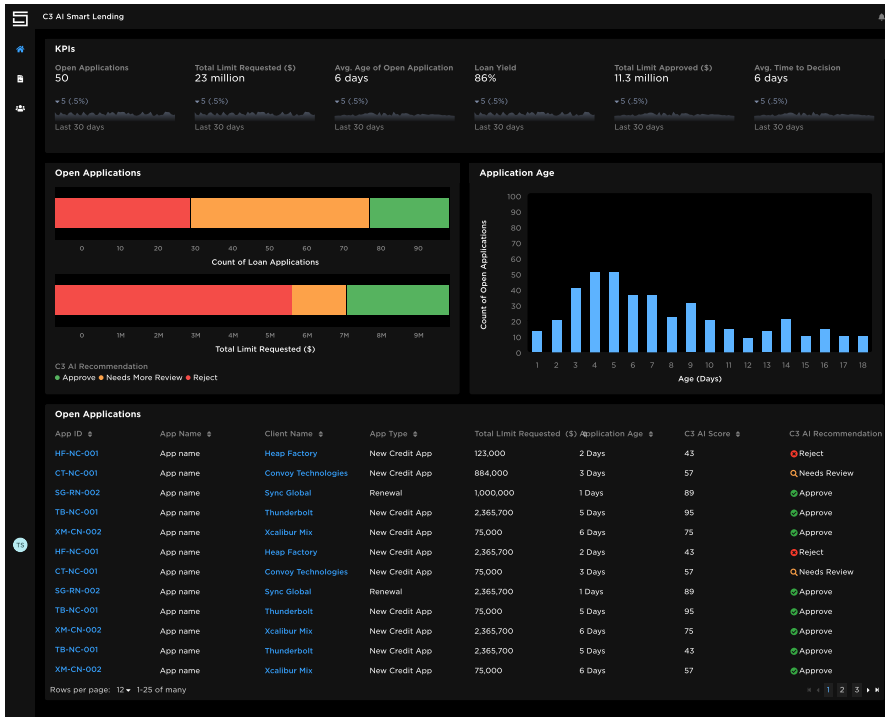 C3 AI Smart Lending
KPIs
Open Applications
50
5 (.5%)
Last 30 days
Total Limit Requested ($)
23 million
5 (.5%)
Last 30 days
Avg. Age of Open Application
6 days
5 (.5%)
Last 30 days
Loan Yield
86%
5 (.5%)
Last 30 days
Total Limit Approved ($)
11.3 million
5 (.5%)
Last 30 days
Avg. Time to Decision
6 days
5 (.5%)
Last 30 days
Open Applications
0 10 20 30 40 50 60 70 80 90
Count of Loan Applications
0 1M 2M 3M 4M 5M 6M 7M 8M 9M
Total Limit Requested ($)
C3 AI Recommendation
Approve Needs More Review Reject
Application Age
Count of Open Applications
100
90
80
70
60
50
40
30
20
10
0
1 2 3 4 5 6 7 8 9 10 11 12 13 14 15 16 17 18
Age (Days)
Open Applications
App ID App Name Client Name App Type Total LImit Requested ($) Application Age C3 AI Score C3 AI Recommendation
HF-NC-001 App name Heap Factory New Credit App 123,000 2 Days 43 Reject
CT-NC-001 App name Convoy Technologies New Credit App 884,000 3 Days 57 Needs Review
SG-RN-002 App name Sync Global Renewal 1,000,000 1 Days 89 Approve
TB-NC-001 App name Thunderbolt New Credit App 2,365,700 5 Days 95 Approve
XM-CN-002 App name Xcalibur Mix New Credit App 75,000 6 Days 75 Approve
HF-NC-001 App name Heap Factory New Credit App 2,365,700 2 Days 43 Reject
CT-NC-001 App name Convoy Technologies New Credit App 75,000 3 Days 57 Needs Review
SG-RN-002 App name Sync Global Renewal 2,365,700 1 Days 89 Approve
TB-NC-001 App name Thunderbolt New Credit App 75,000 5 Days 95 Approve
XM-CN-002 App name Xcalibur Mix New Credit App 2,365,700 6 Days 75 Approve
TB-NC-001 App name Thunderbolt New Credit App 2,365,700 5 Days 43 Approve
XM-CN-002 App name Xcalibur Mix New Credit App 75,000 6 Days 57 Approve
TS
Rows per page: 12 1-25 of many 1 2 3